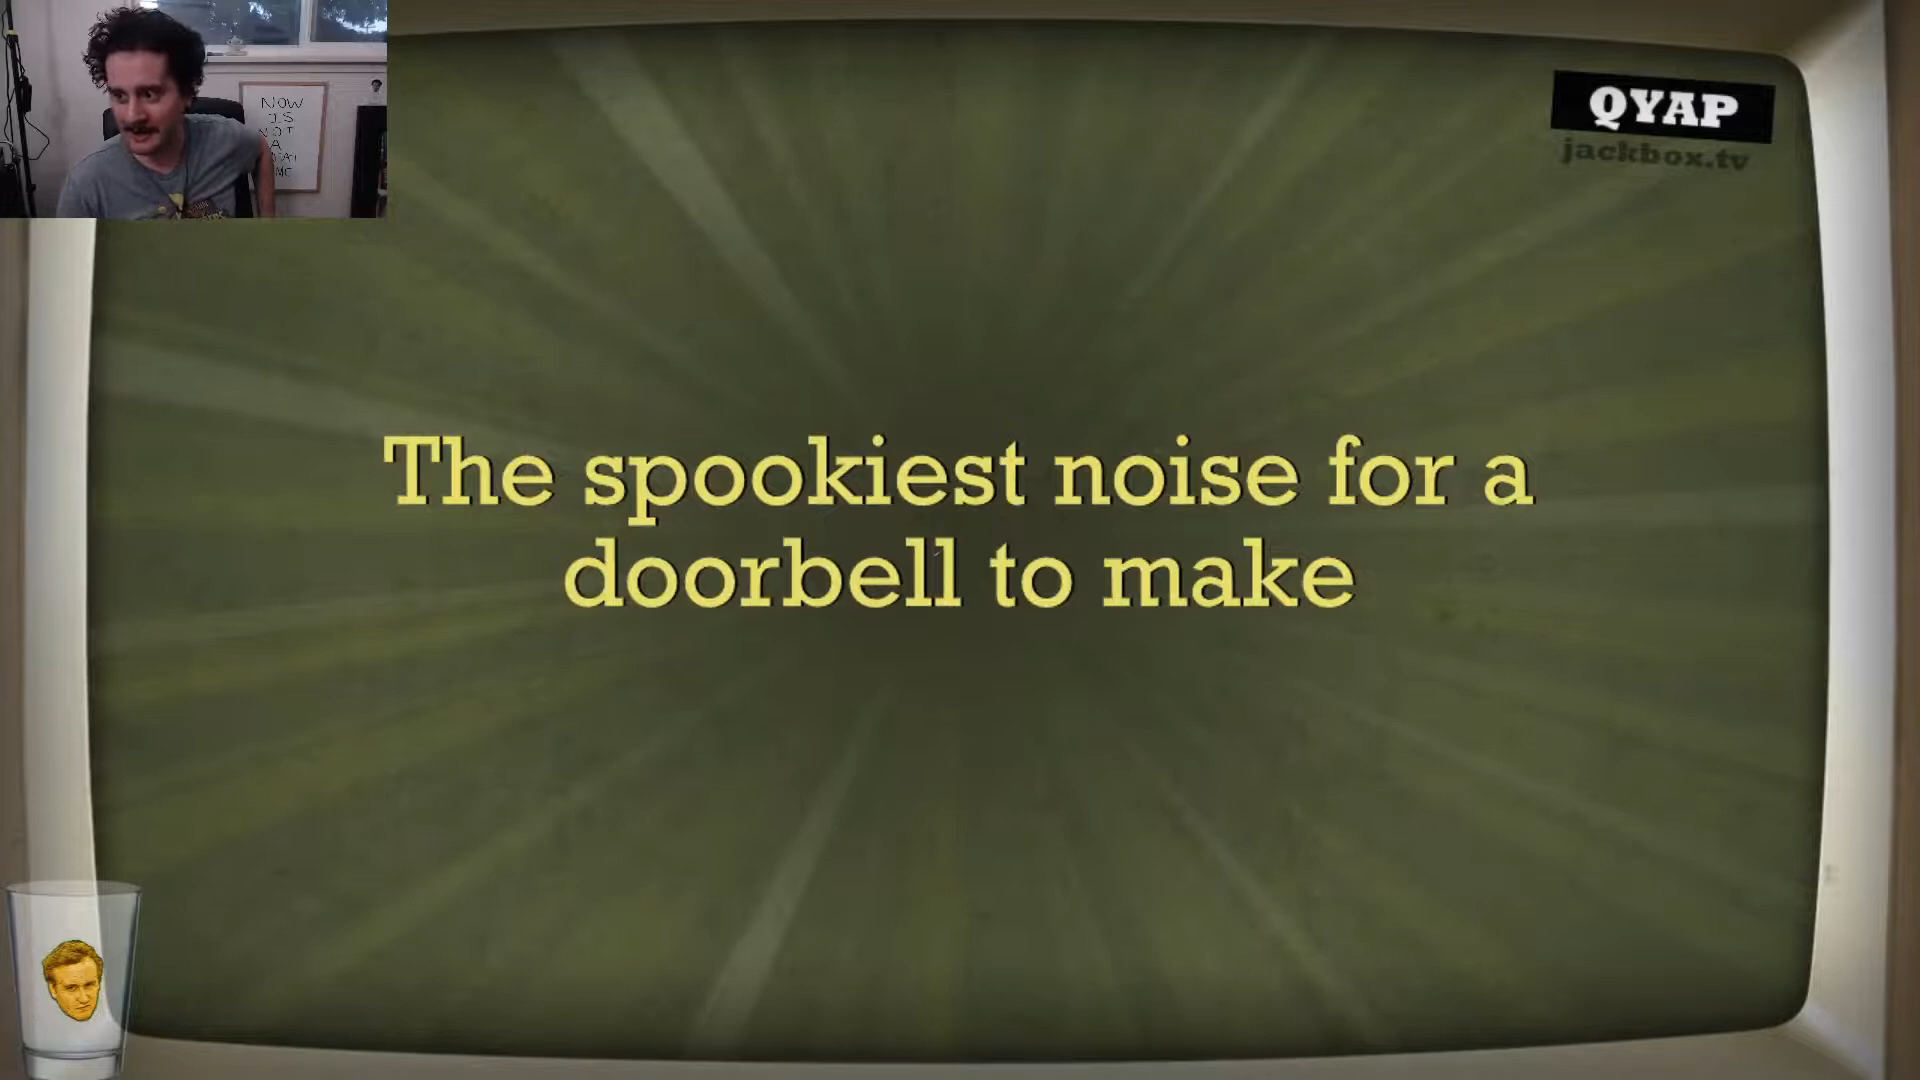 NOW
IS
NOT
A
QYAP
jackbox.tv
The spookiest noise for a
doorbell to make